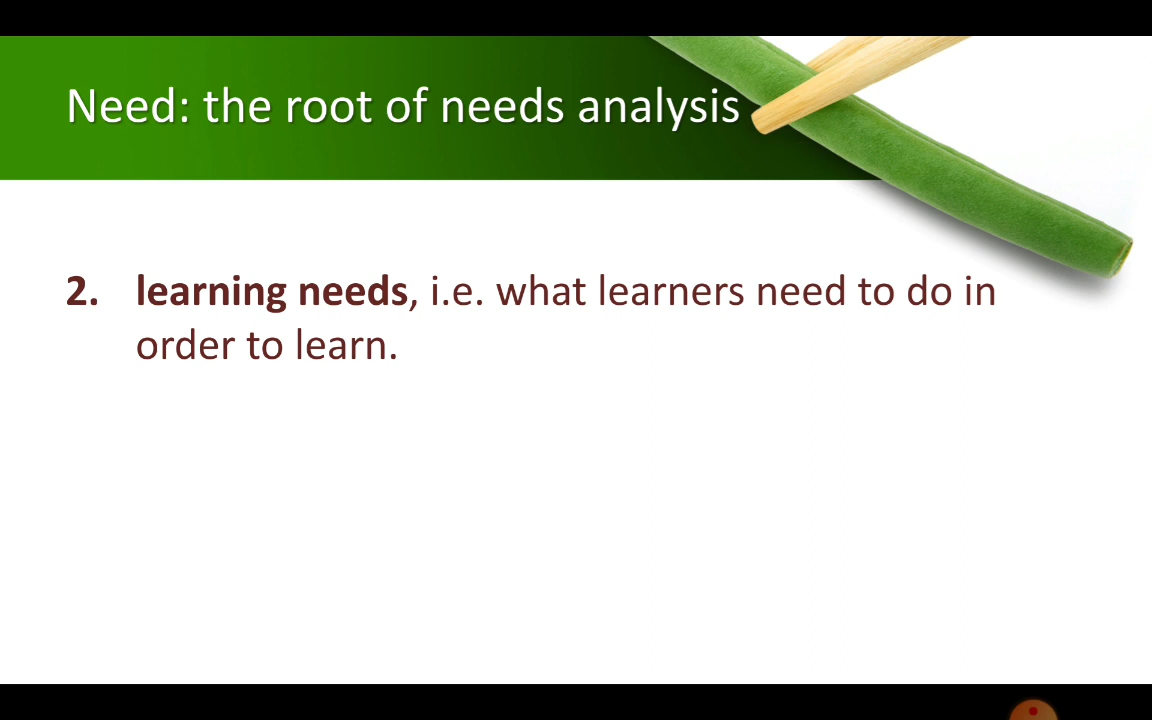 Need: the root of needs analysis
2. learning needs, i.e. what learners need to do in
order to learn.